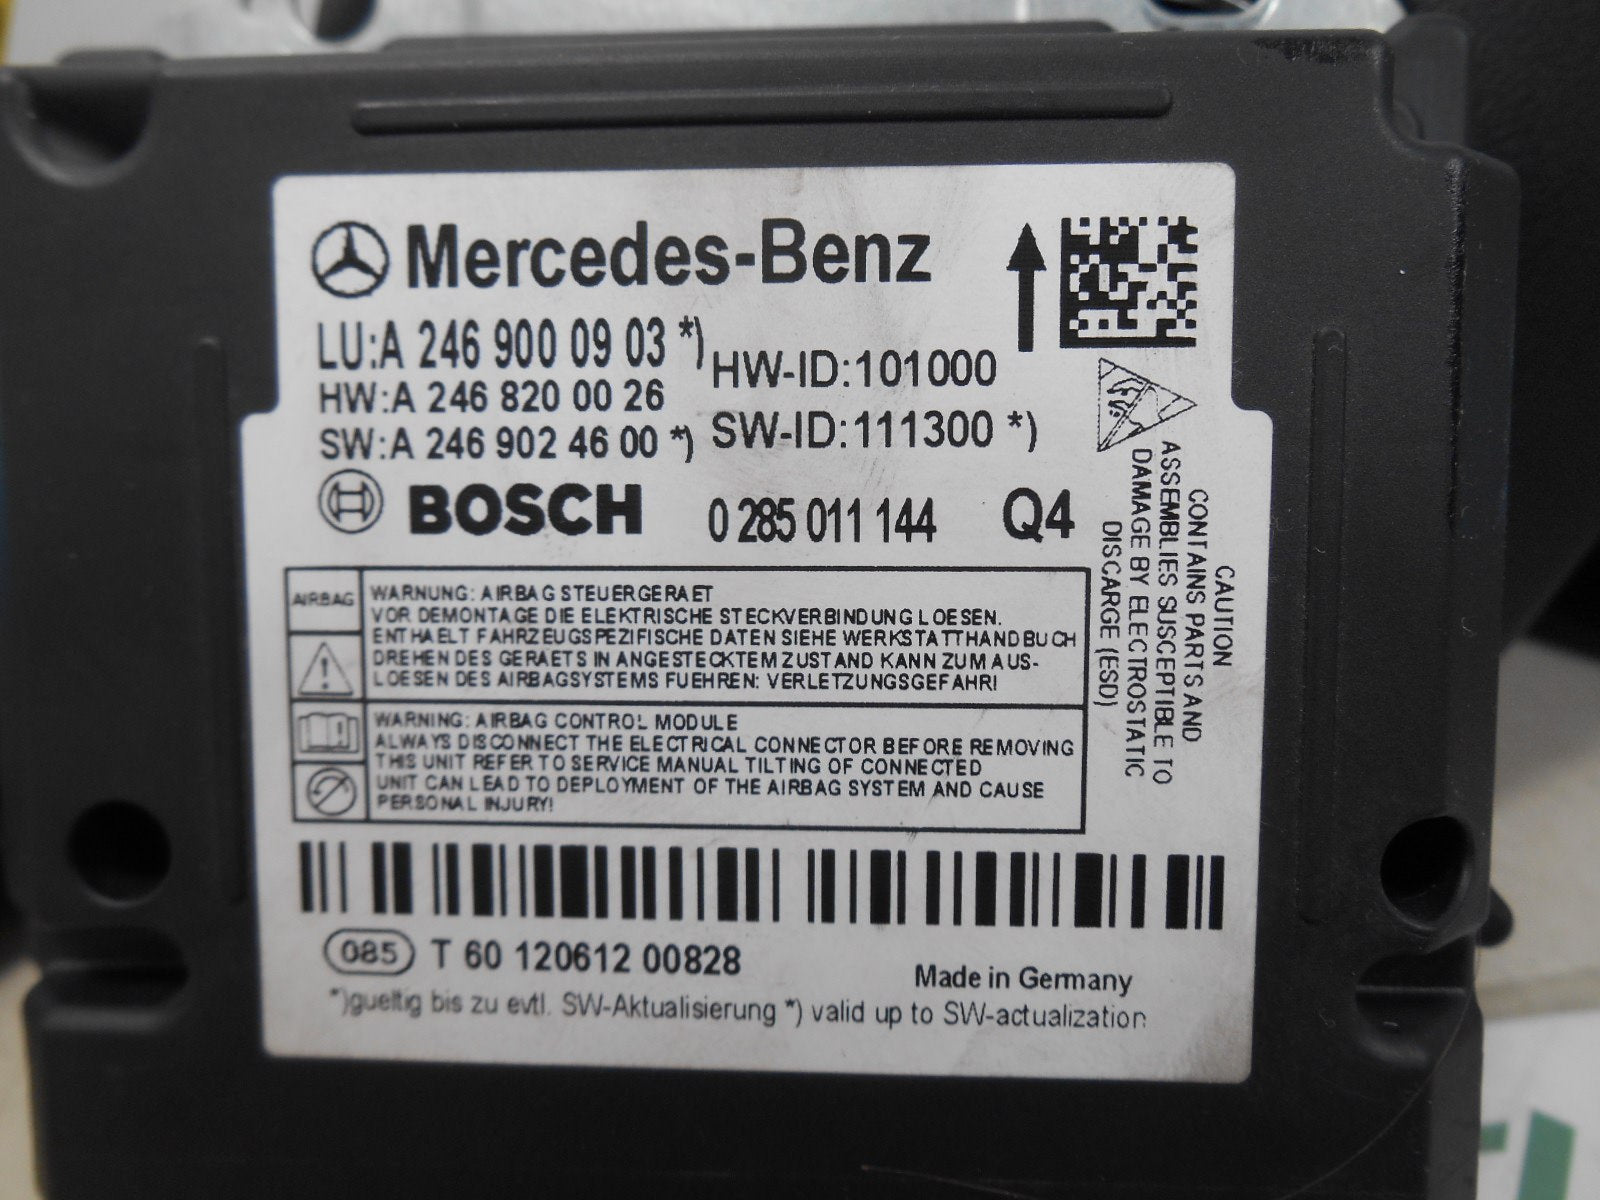 Mercedes-Benz
LU:A 246 900 09 03 *)
HW-ID:101000
HW:A 246 820 00 26
SW:A 246 902 46 00 *)
SW-ID:111300 *)
BOSCH
0 285 011 144
Q4
CAUTION
CONTAINS PARTS AND
ASSEMBLIES SUSCEPTIBLE TO
DAMAGE BY ELECTROSTATIC
DISCARGE (ESD)
AIRBAG
WARNUNG: AIRBAG STEUERGERAET
VOR DEMONTAGE DIE ELEKTRISCHE STECKVERBINDUNG LOESEN.
ENTHAELT FAHRZEUGSPEZIFISCHE DATEN SIEHE WERKSTATTHANDBUCH
DREHEN DES GERAETS IN ANGESTECKTEM ZUSTAND KANN ZUM AUS-
LOESEN DES AIRBAGSYSTEMS FUEHREN: VERLETZUNGSGEFAHR!
WARNING: AIRBAG CONTROL MODULE
ALWAYS DISCONNECT THE ELECTRICAL CONNECTOR BEFORE REMOVING
THIS UNIT REFER TO SERVICE MANUAL TILTING OF CONNECTED
UNIT CAN LEAD TO DEPLOYMENT OF THE AIRBAG SYSTEM AND CAUSE
PERSONAL INJURY!
085 T 60 120612 00828
Made in Germany
*)gueltig bis zu evtl. SW-Aktualisierung *) valid up to SW-actualization